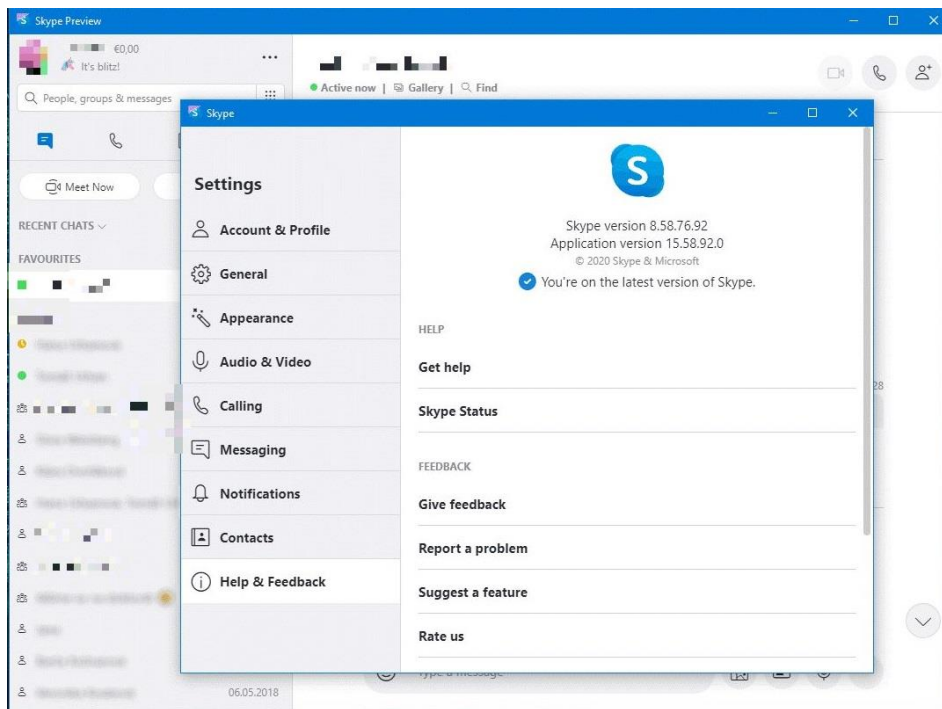 Skype Preview
€0,00
It's blitz!
People, groups & messages
Meet Now
RECENT CHATS
FAVOURITES
06.05.2018
Active now | Gallery | Find
28
Type a message
Skype
Settings
Account & Profile
General
Appearance
Audio & Video
Calling
Messaging
Notifications
Contacts
Help & Feedback
S
Skype version 8.58.76.92
Application version 15.58.92.0
© 2020 Skype & Microsoft
You're on the latest version of Skype.
HELP
Get help
Skype Status
FEEDBACK
Give feedback
Report a problem
Suggest a feature
Rate us